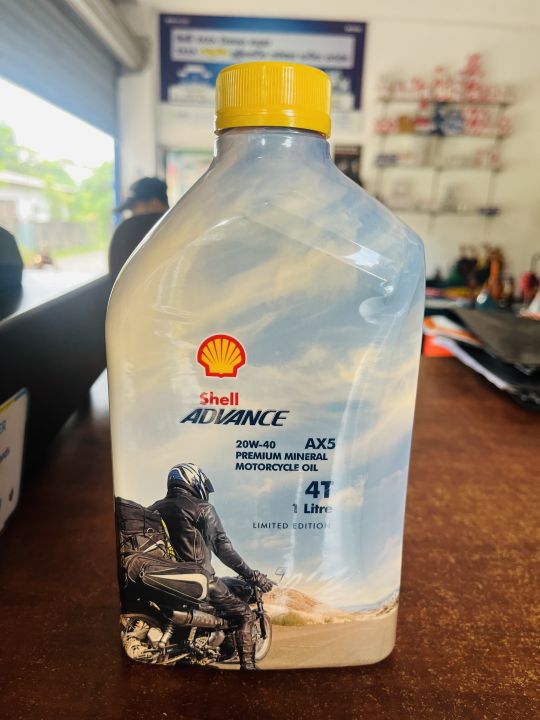 Shell
ADVANCE
20W-40 AX5
PREMIUM MINERAL
MOTORCYCLE OIL
4T
1 Litre
LIMITED EDITION